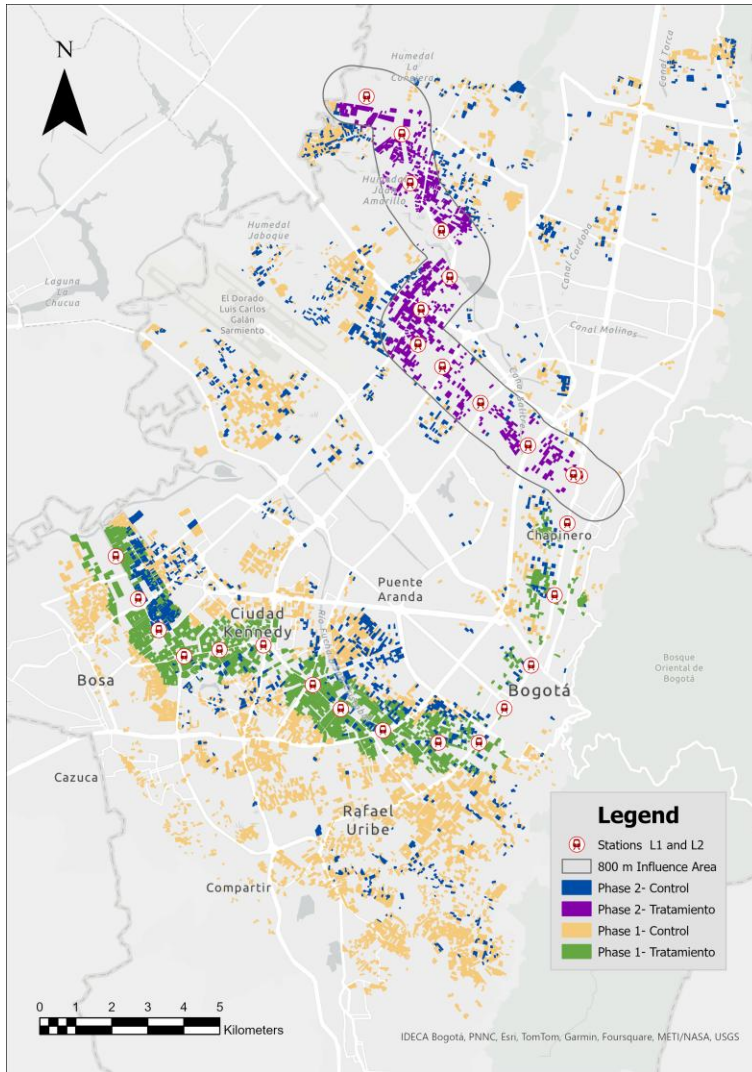 N
Humedal
La
Conejera
Canal Torca
Humedal
Juan
Amarillo
Humedal
Jaboque
Laguna
La
Chucua
El Dorado
Luis Carlos
Galán
Sarmiento
Canal Cordoba
Canal Molinos
Canal Salitre
Chapinero
Puente
Aranda
Ciudad
Kennedy
Río Fucha
Bosa
Bogotá
Bosque
Oriental de
Bogotá
Cazuca
Rafael
Uribe
Compartir
Legend
Stations L1 and L2
800 m Influence Area
Phase 2- Control
Phase 2- Tratamiento
Phase 1- Control
Phase 1- Tratamiento
0 1 2 3 4 5
Kilometers
IDECA Bogotá, PNNC, Esri, TomTom, Garmin, Foursquare, METI/NASA, USGS